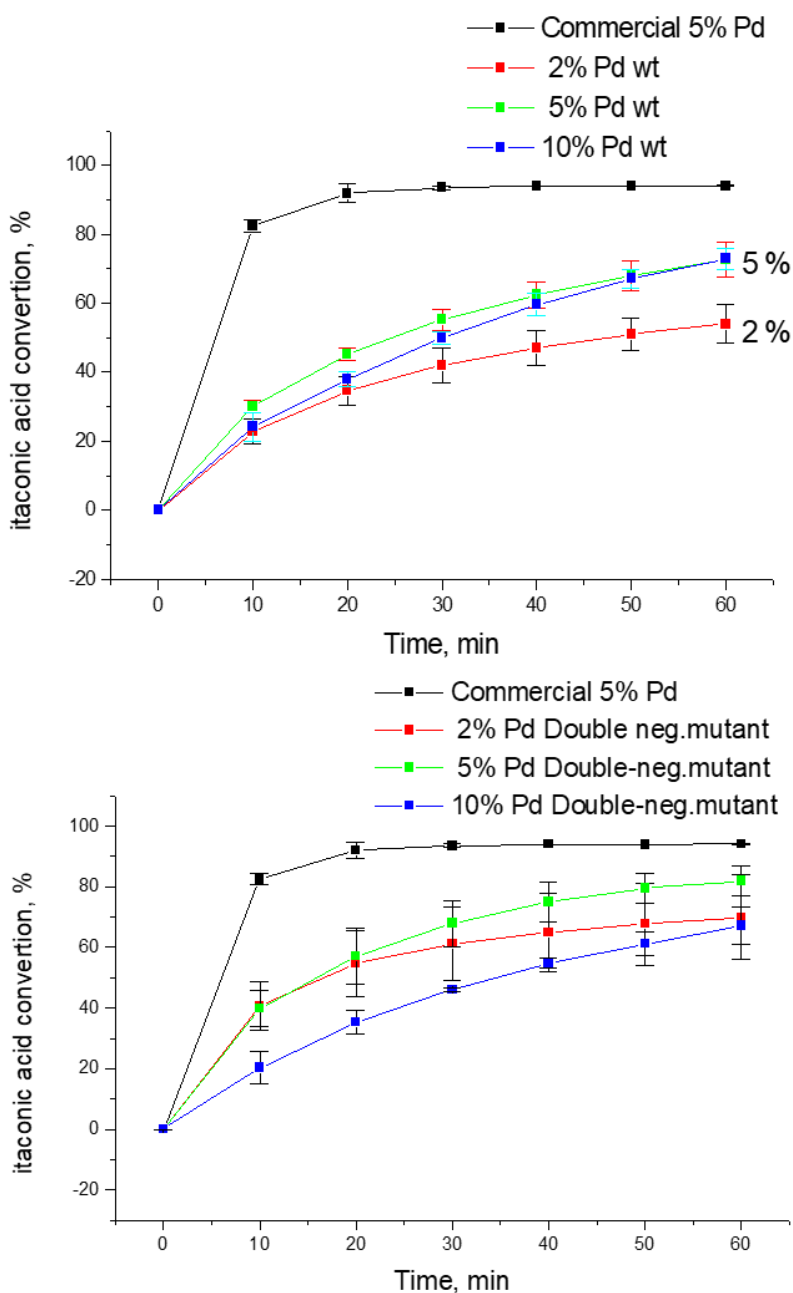 Commercial 5% Pd
2% Pd wt
5% Pd wt
10% Pd wt
100
80
60
40
20
0
-20
5 %
2 %
0 10 20 30 40 50 60
itaconic acid convertion, %
Time, min
Commercial 5% Pd
2% Pd Double neg.mutant
5% Pd Double-neg.mutant
10% Pd Double-neg.mutant
100
80
60
40
20
0
-20
0 10 20 30 40 50 60
itaconic acid convertion, %
Time, min